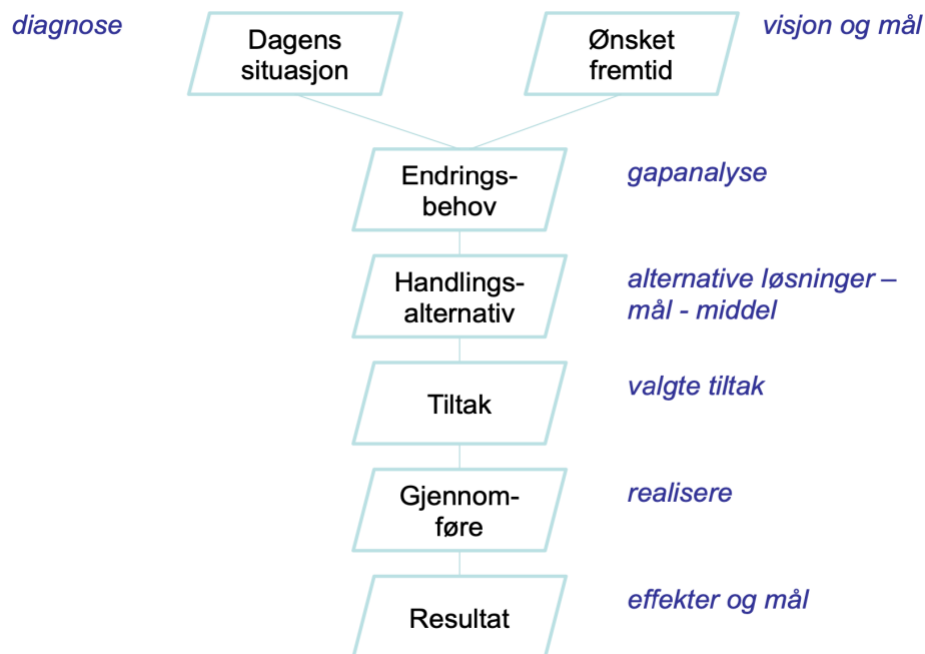 diagnose
Dagens
situasjon
Ønsket
fremtid
visjon og mål
Endrings-
behov
gapanalyse
Handlings-
alternativ
alternative løsninger –
mål - middel
Tiltak
valgte tiltak
Gjennom-
føre
realisere
Resultat
effekter og mål